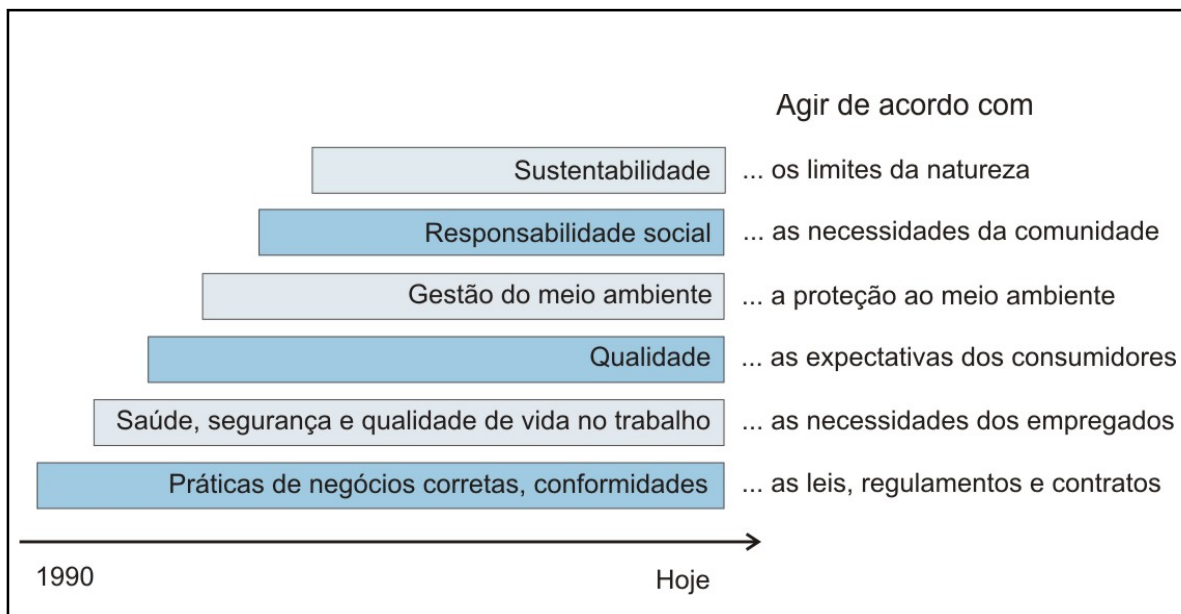 Agir de acordo com
Sustentabilidade ... os limites da natureza
Responsabilidade social ... as necessidades da comunidade
Gestão do meio ambiente ... a proteção ao meio ambiente
Qualidade ... as expectativas dos consumidores
Saúde, segurança e qualidade de vida no trabalho ... as necessidades dos empregados
Práticas de negócios corretas, conformidades ... as leis, regulamentos e contratos
1990 Hoje